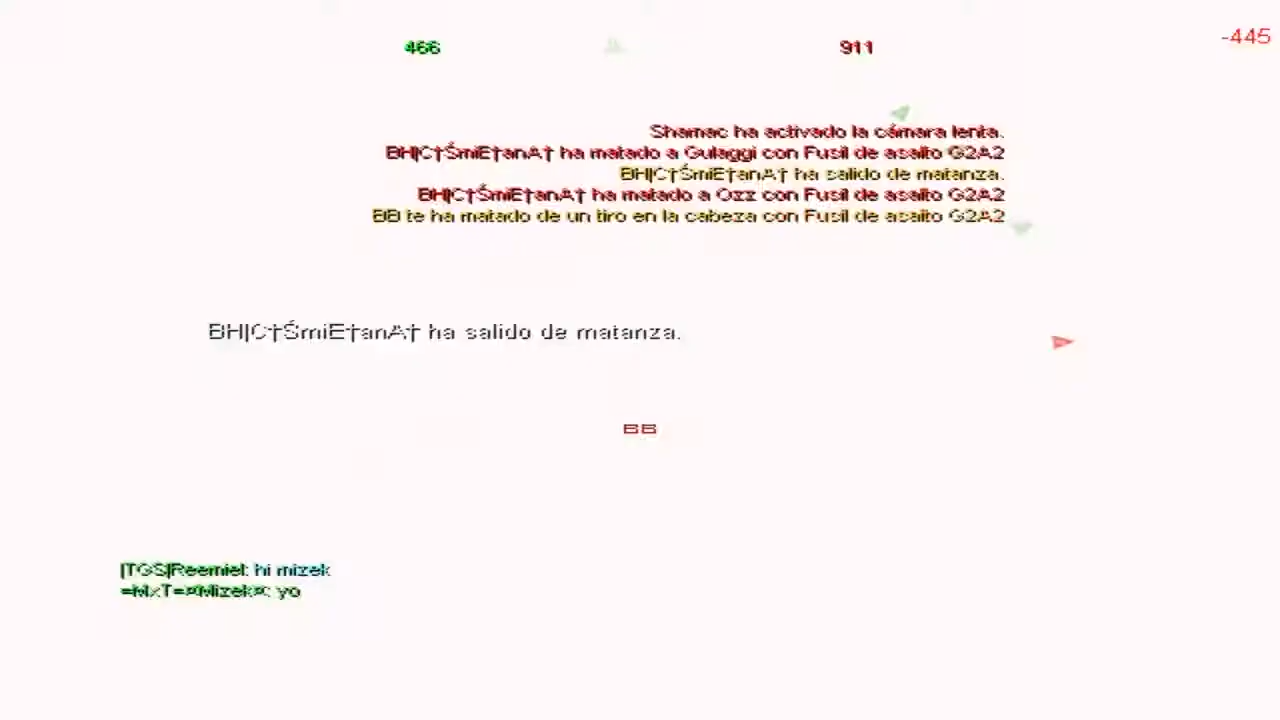 466
911
-445
Shamac ha activado la cámara lenta.
BH|C†ŚmiE†anA† ha matado a Gulaggi con Fusil de asalto G2A2
BH|C†ŚmiE†anA† ha salido de matanza.
BH|C†ŚmiE†anA† ha matado a Ozz con Fusil de asalto G2A2
BB te ha matado de un tiro en la cabeza con Fusil de asalto G2A2
BH|C†ŚmiE†anA† ha salido de matanza.
BB
|TGS|Reemiel: hi mizek
=MxT=¤Mizek¤: yo